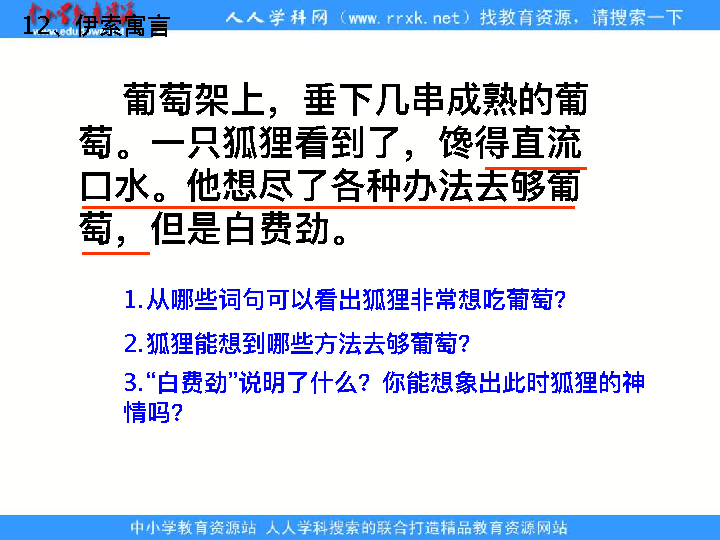 人人学科网（www.rrxk.net）找教育资源，请搜索一下
12、伊索寓言
葡萄架上，垂下几串成熟的葡
萄。一只狐狸看到了，馋得直流
口水。他想尽了各种办法去够葡
萄，但是白费劲。
1.从哪些词句可以看出狐狸非常想吃葡萄？
2.狐狸能想到哪些方法去够葡萄？
3.“白费劲”说明了什么？你能想象出此时狐狸的神
情吗？
中小学教育资源站 人人学科搜索的联合打造精品教育资源网站